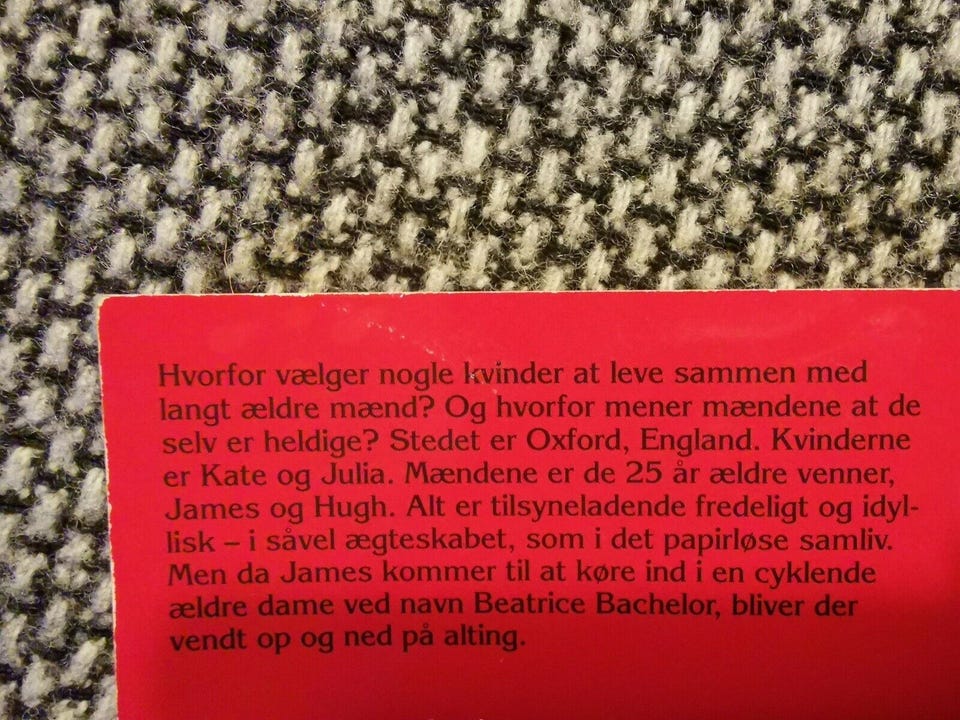 Hvorfor vælger nogle kvinder at leve sammen med
langt ældre mænd? Og hvorfor mener mændene at de
selv er heldige? Stedet er Oxford, England. Kvinderne
er Kate og Julia. Mændene er de 25 år ældre venner,
James og Hugh. Alt er tilsyneladende fredeligt og idyl-
lisk – i såvel ægteskabet, som i det papirløse samliv.
Men da James kommer til at køre ind i en cyklende
ældre dame ved navn Beatrice Bachelor, bliver der
vendt op og ned på alting.